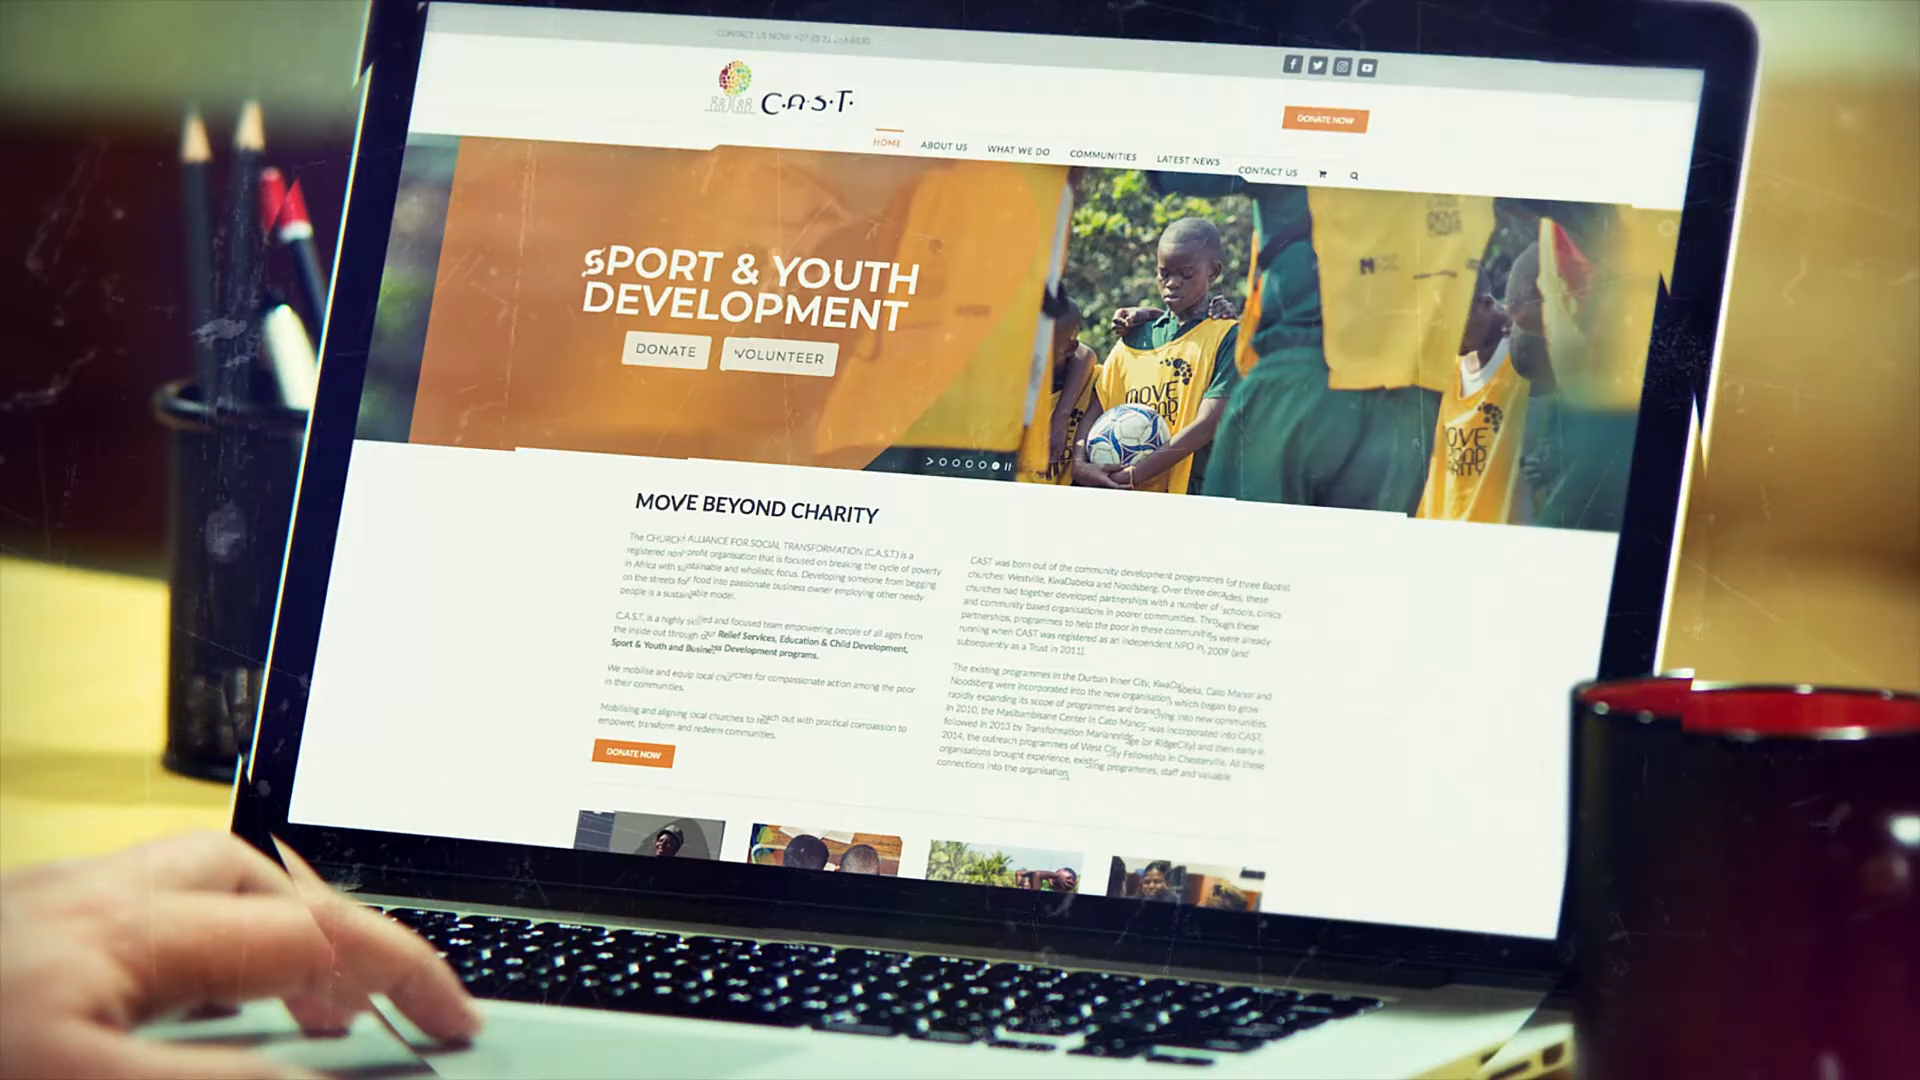 CONTACT US NOW: +27
C.A.S.T.
DONATE NOW
HOME ABOUT US WHAT WE DO COMMUNITIES LATEST NEWS CONTACT US
SPORT & YOUTH
DEVELOPMENT
DONATE VOLUNTEER
MOVE
MOVE BEYOND CHARITY
The CHURCH ALLIANCE FOR SOCIAL TRANSFORMATION (C.A.S.T) is a
registered non-profit organisation that is focused on breaking the cycle of poverty
in Africa with sustainable and wholistic focus. Developing someone from begging
on the streets for food into passionate business owner employing other needy
people is a sustainable model.
C.A.S.T. is a highly skilled and focused team empowering people of all ages from
the inside out through our Relief Services, Education & Child Development,
Sport & Youth and Business Development programs.
We mobilise and equip local churches for compassionate action among the poor
in their communities.
Mobilising and aligning local churches to reach out with practical compassion to
empower, transform and redeem communities.
DONATE NOW
CAST was born out of the community development programmes of three Baptist
churches: Westville, KwaDabeka and Noodsberg. Over three decades, these
churches had together developed partnerships with a number of schools, clinics
and community based organisations in poorer communities. Through these
partnerships, programmes to help the poor in these communities were already
running when CAST was registered as an independent NPO in 2009 (and
subsequently as a Trust in 2011).
The existing programmes in the Durban Inner City, KwaDabeka, Cato Manor and
Noodsberg were incorporated into the new organisation, which began to grow
rapidly expanding its scope of programmes and branching into new communities.
In 2010, the Masibambisane Center in Cato Manor, was incorporated into CAST,
followed in 2013 by Transformation Mariannridge (or RidgeCity) and then early in
2014, the outreach programmes of West City Fellowship in Chesterville. All these
organisations brought experience, existing programmes, staff and valuable
connections into the organisation.